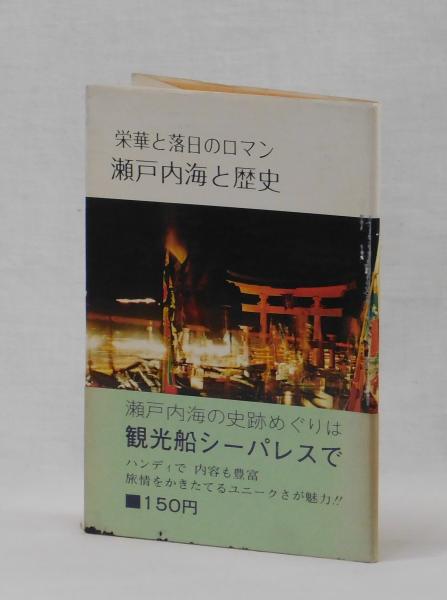 栄華と落日のロマン
瀬戸内海と歴史
瀬戸内海の史跡めぐりは
観光船シーパレスで
ハンディで 内容も豊富
旅情をかきたてるユニークさが魅力!!
■150円